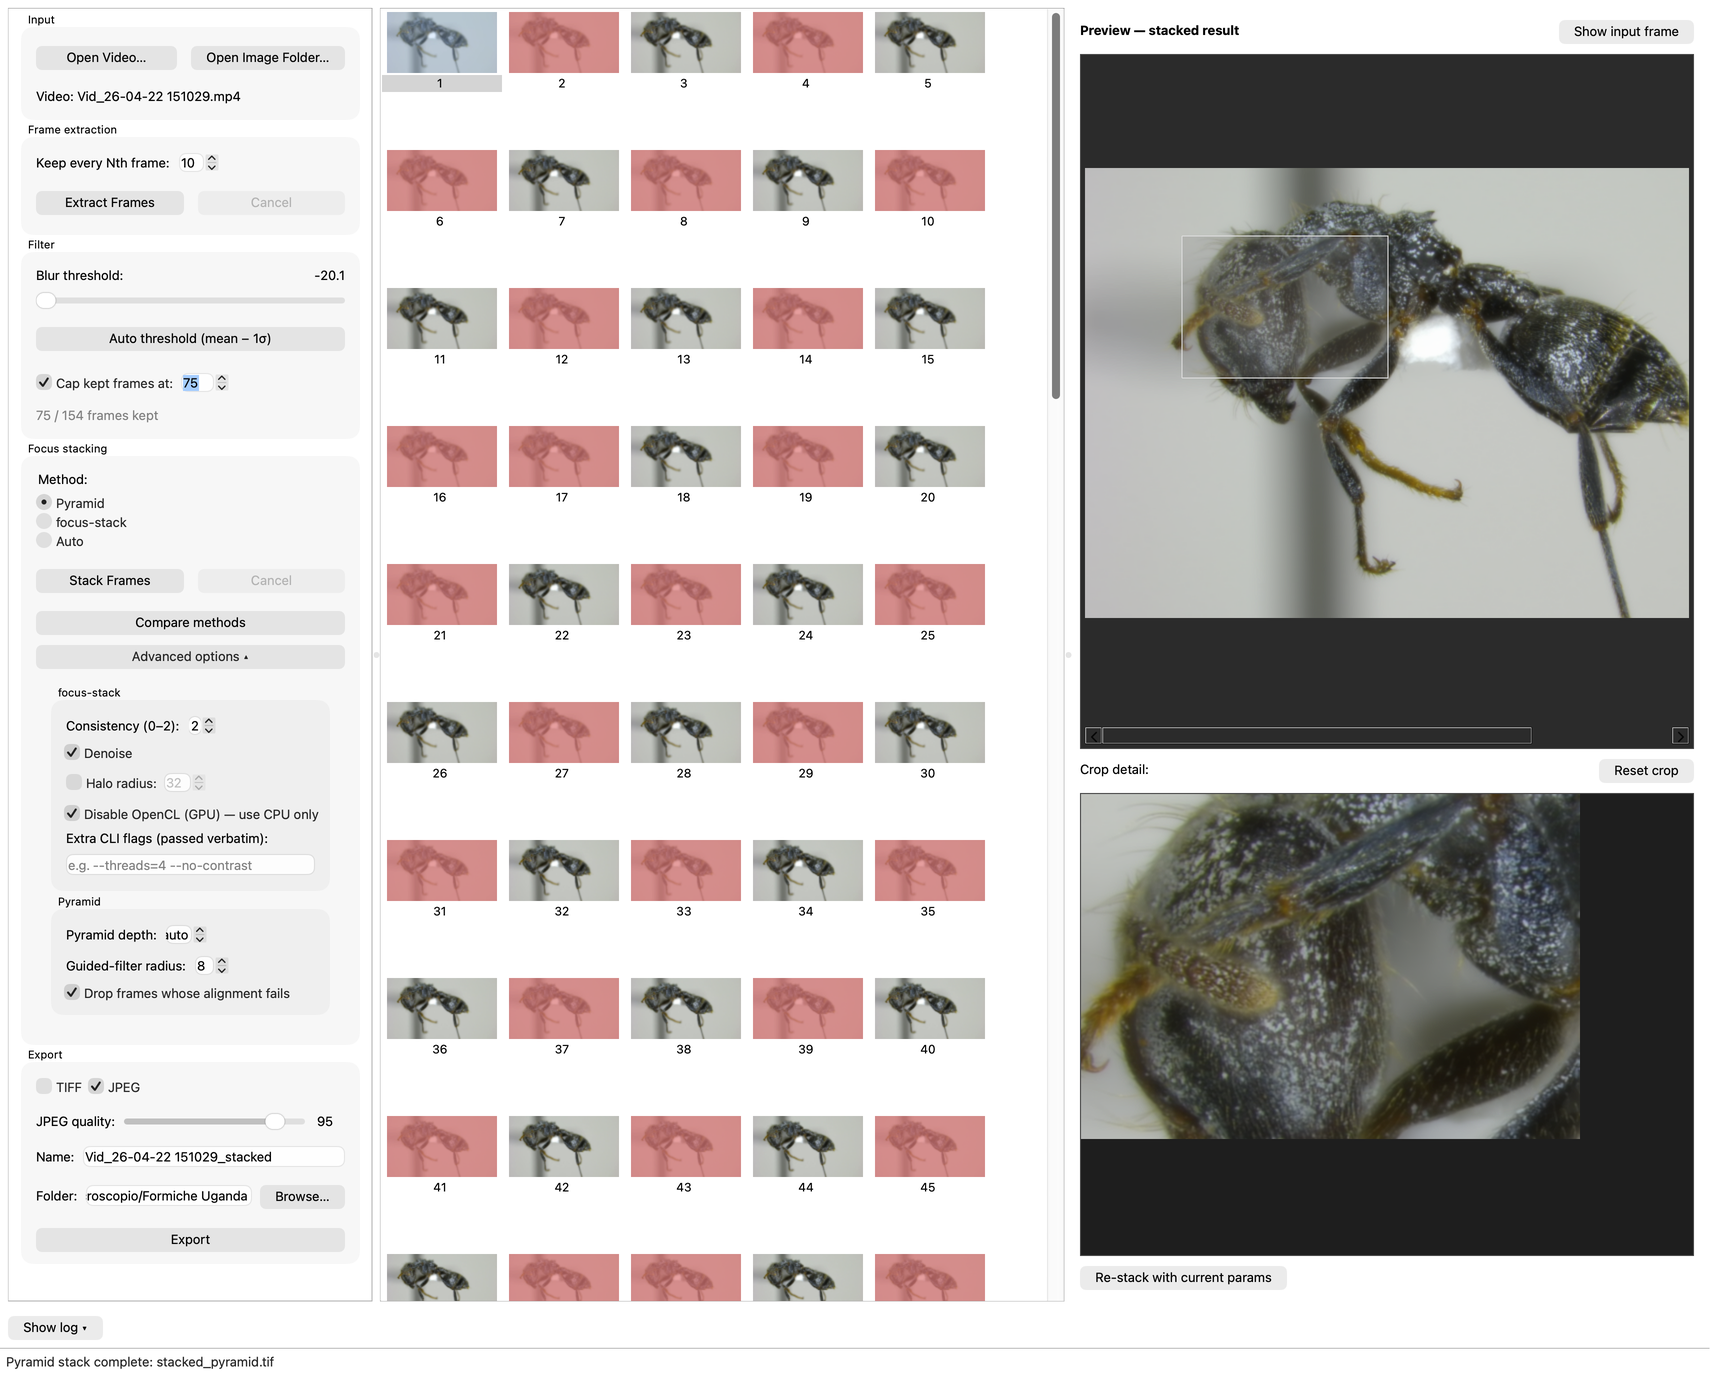 Input
Open Video...
Open Image Folder...
Video: Vid_26-04-22 151029.mp4
Frame extraction
Keep every Nth frame: 10
Extract Frames
Cancel
Filter
Blur threshold: -20.1
Auto threshold (mean – 1σ)
Cap kept frames at: 75
75 / 154 frames kept
Focus stacking
Method:
Pyramid
focus-stack
Auto
Stack Frames
Cancel
Compare methods
Advanced options
focus-stack
Consistency (0–2): 2
Denoise
Halo radius: 32
Disable OpenCL (GPU) — use CPU only
Extra CLI flags (passed verbatim):
e.g. --threads=4 --no-contrast
Pyramid
Pyramid depth: auto
Guided-filter radius: 8
Drop frames whose alignment fails
Export
TIFF JPEG
JPEG quality: 95
Name: Vid_26-04-22 151029_stacked
Folder: roscopio/Formiche Uganda
Browse...
Export
1 2 3 4 5
6 7 8 9 10
11 12 13 14 15
16 17 18 19 20
21 22 23 24 25
26 27 28 29 30
31 32 33 34 35
36 37 38 39 40
41 42 43 44 45
Preview — stacked result
Show input frame
Crop detail:
Reset crop
Re-stack with current params
Show log
Pyramid stack complete: stacked_pyramid.tif